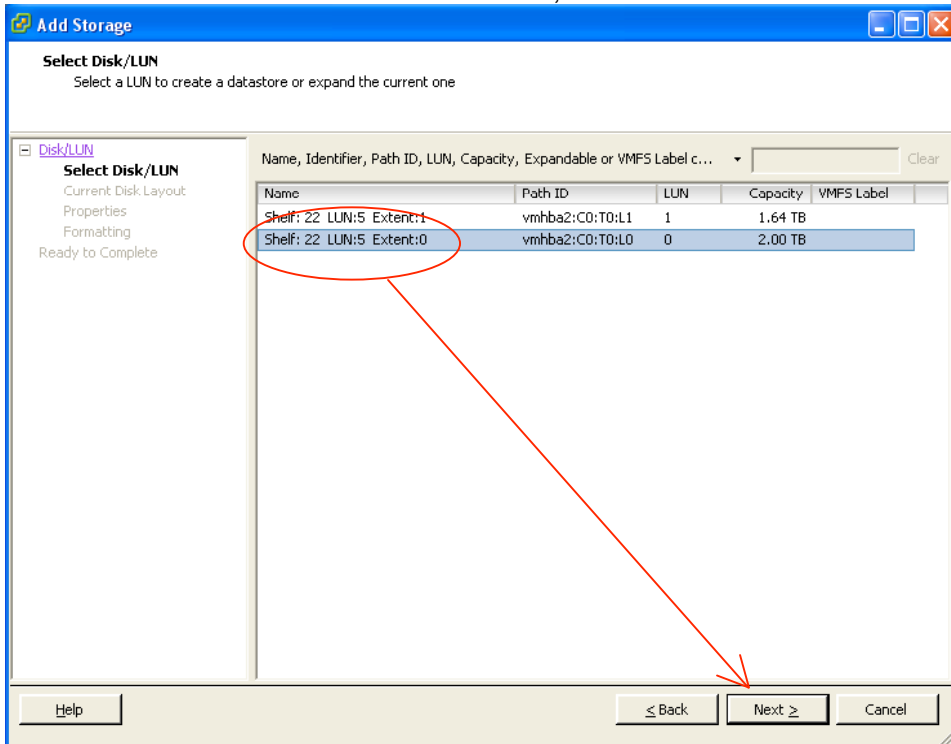 Add Storage
Select Disk/LUN
Select a LUN to create a datastore or expand the current one
Disk/LUN
Select Disk/LUN
Current Disk Layout
Properties
Formatting
Ready to Complete
Name, Identifier, Path ID, LUN, Capacity, Expandable or VMFS Label c... Clear
Name Path ID LUN Capacity VMFS Label
Shelf: 22 LUN:5 Extent:1 vmhba2:C0:T0:L1 1 1.64 TB
Shelf: 22 LUN:5 Extent:0 vmhba2:C0:T0:L0 0 2.00 TB
Help < Back Next > Cancel